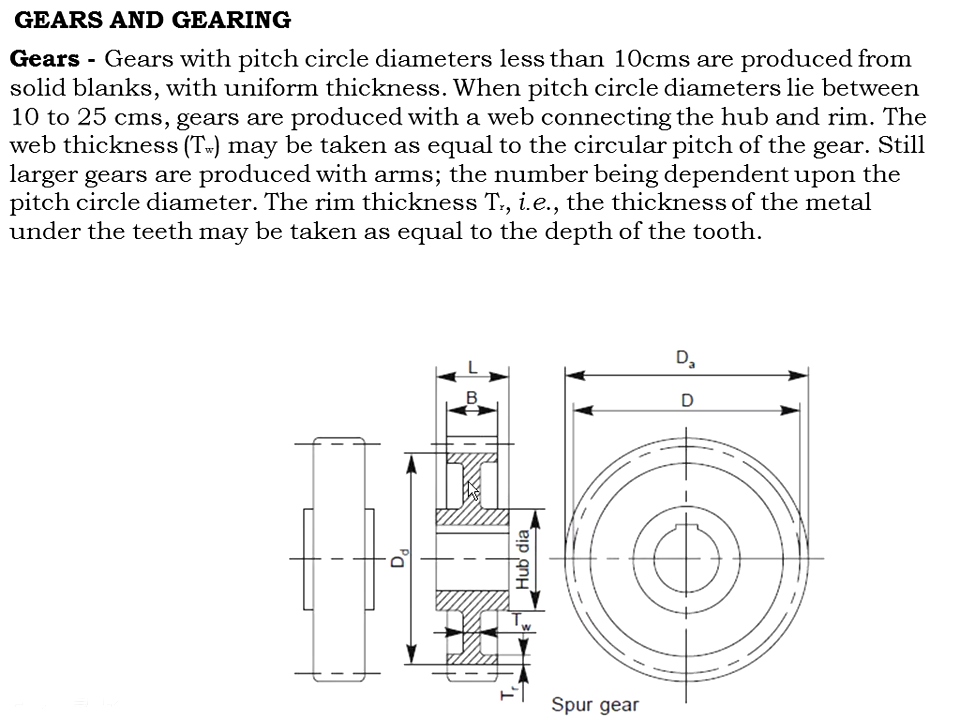 GEARS AND GEARING
Gears - Gears with pitch circle diameters less than 10cms are produced from
solid blanks, with uniform thickness. When pitch circle diameters lie between
10 to 25 cms, gears are produced with a web connecting the hub and rim. The
web thickness (Tw) may be taken as equal to the circular pitch of the gear. Still
larger gears are produced with arms; the number being dependent upon the
pitch circle diameter. The rim thickness Tr, i.e., the thickness of the metal
under the teeth may be taken as equal to the depth of the tooth.
L
B
Da
D
Dd
Hub dia
Tw
Tr
Spur gear